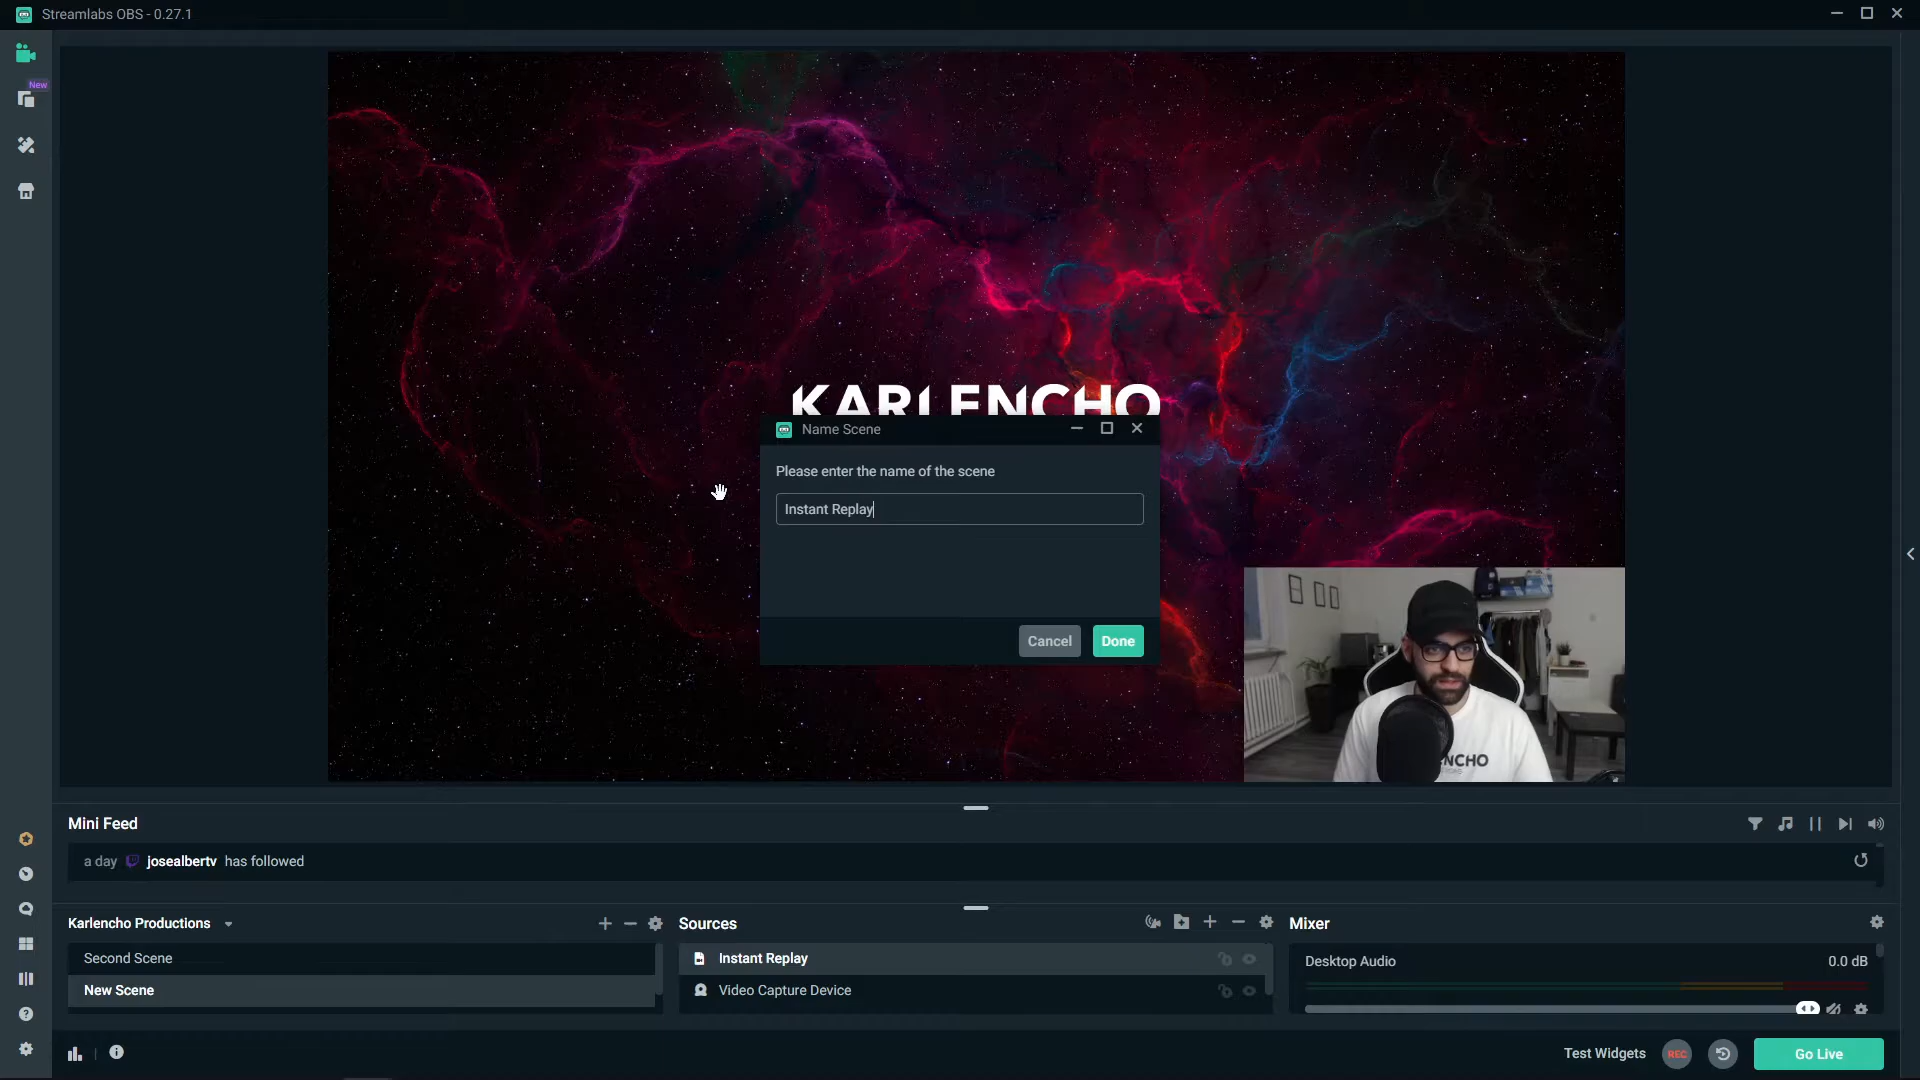 Streamlabs OBS - 0.27.1
New
KARLENCHO
Name Scene
Please enter the name of the scene
Instant Replay
Cancel
Done
NCHO
Mini Feed
a day josealbertv has followed
Karlencho Productions
Second Scene
New Scene
Sources
Instant Replay
Video Capture Device
Mixer
Desktop Audio
0.0 dB
Test Widgets
REC
Go Live